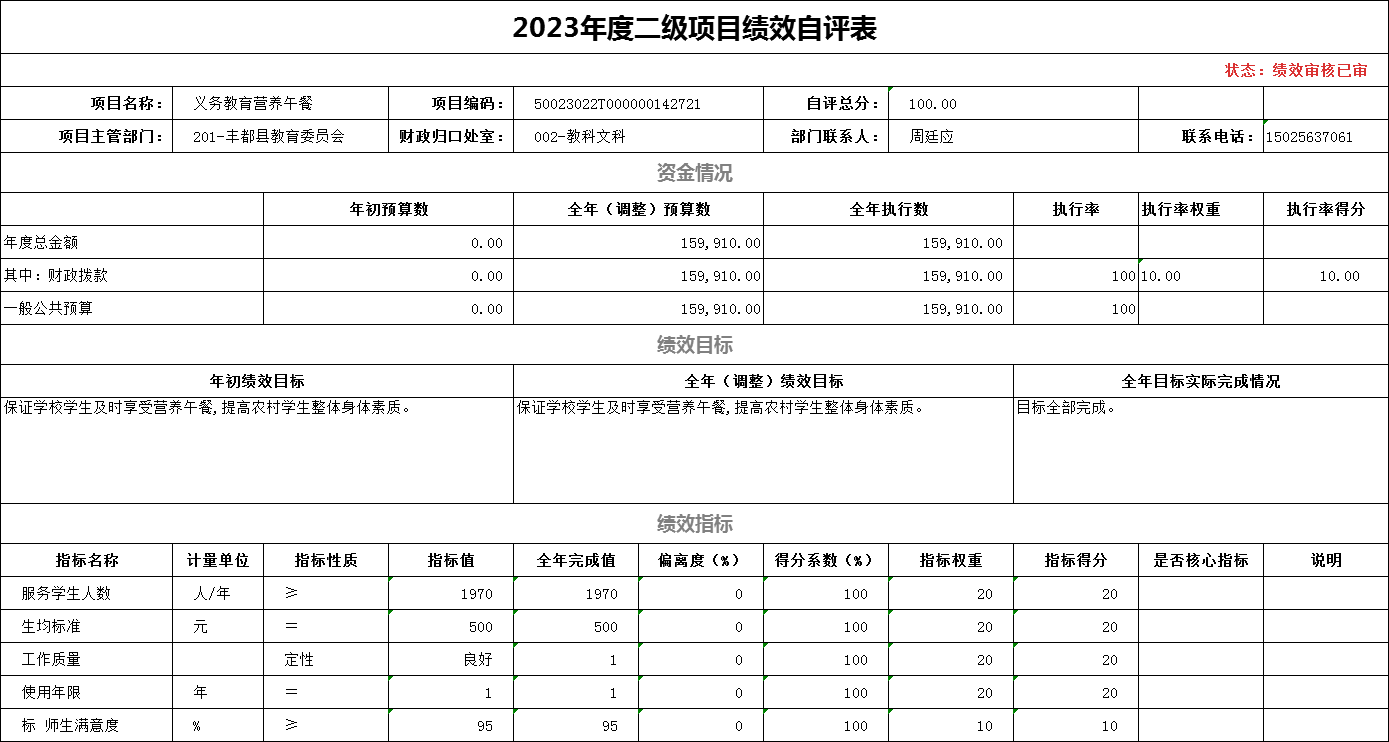 2023年度二级项目绩效自评表
状态：绩效审核已审
项目名称： 义务教育营养午餐 项目编码： 50023022T000000142721 自评总分： 100.00
项目主管部门： 201-丰都县教育委员会 财政归口处室： 002-教科文科 部门联系人： 周廷应 联系电话： 15025637061
资金情况
年初预算数 全年（调整）预算数 全年执行数 执行率 执行率权重 执行率得分
年度总金额 0.00 159,910.00 159,910.00
其中：财政拨款 0.00 159,910.00 159,910.00 100 10.00 10.00
一般公共预算 0.00 159,910.00 159,910.00 100
绩效目标
年初绩效目标 全年（调整）绩效目标 全年目标实际完成情况
保证学校学生及时享受营养午餐,提高农村学生整体身体素质。 保证学校学生及时享受营养午餐,提高农村学生整体身体素质。 目标全部完成。
绩效指标
指标名称 计量单位 指标性质 指标值 全年完成值 偏离度（%） 得分系数（%） 指标权重 指标得分 是否核心指标 说明
服务学生人数 人/年 ≥ 1970 1970 0 100 20 20
生均标准 元 ＝ 500 500 0 100 20 20
工作质量 定性 良好 1 0 100 20 20
使用年限 年 ＝ 1 1 0 100 20 20
标 师生满意度 % ≥ 95 95 0 100 10 10